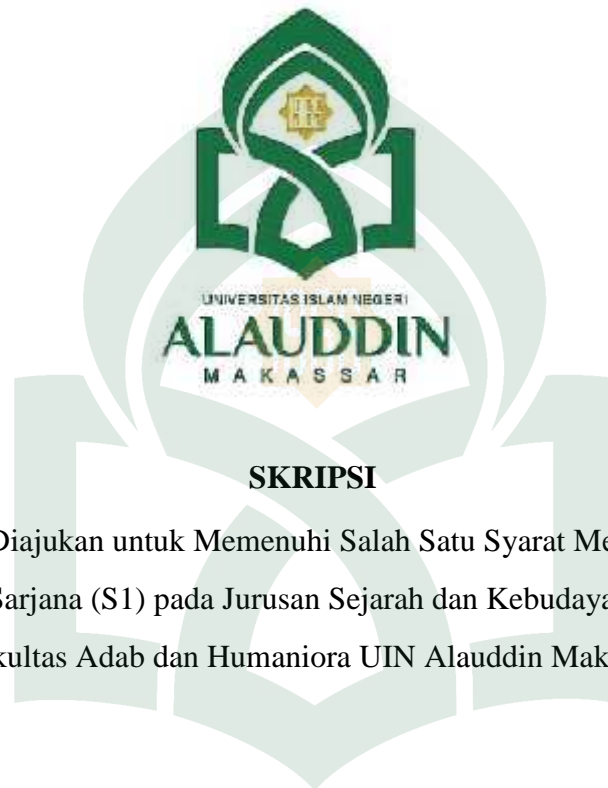 UNIVERSITAS ISLAM NEGERI
ALAUDDIN
MAKASSAR
SKRIPSI
Diajukan untuk Memenuhi Salah Satu Syarat Me
Sarjana (S1) pada Jurusan Sejarah dan Kebudaya
kultas Adab dan Humaniora UIN Alauddin Mak